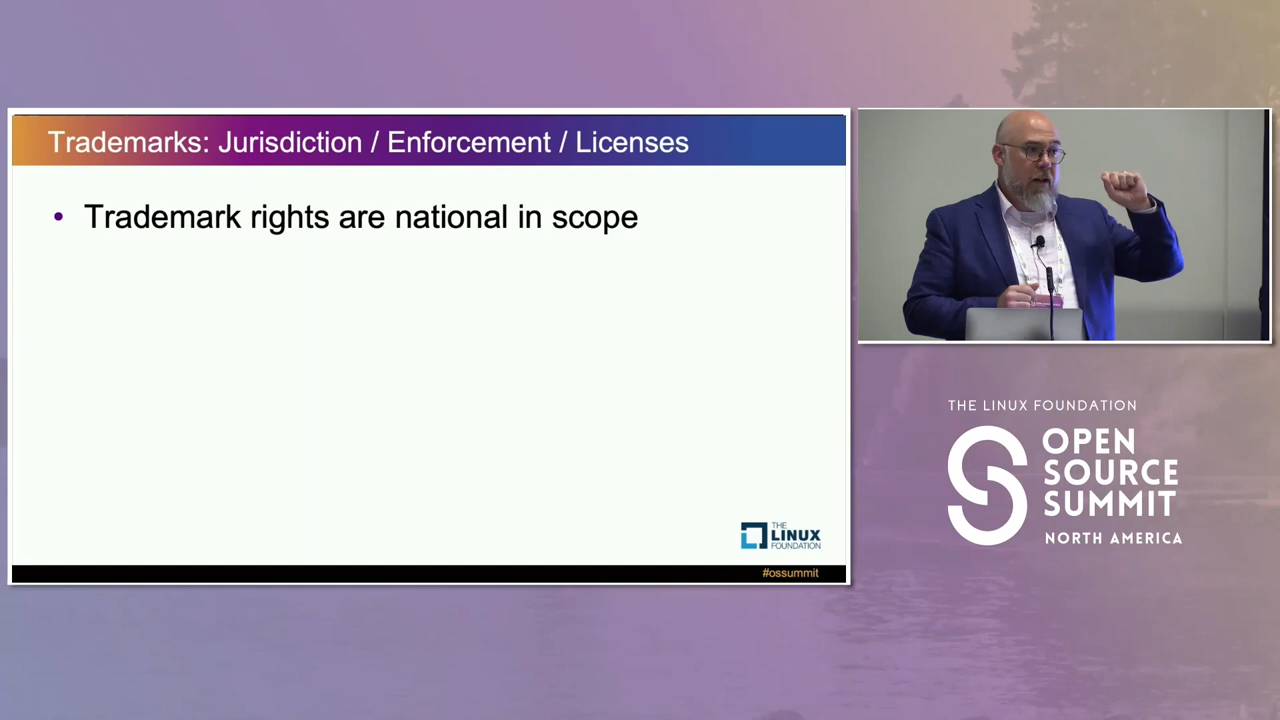 Trademarks: Jurisdiction / Enforcement / Licenses
• Trademark rights are national in scope
THE
LINUX
FOUNDATION
#ossummit
THE LINUX FOUNDATION
OPEN
SOURCE
SUMMIT
NORTH AMERICA